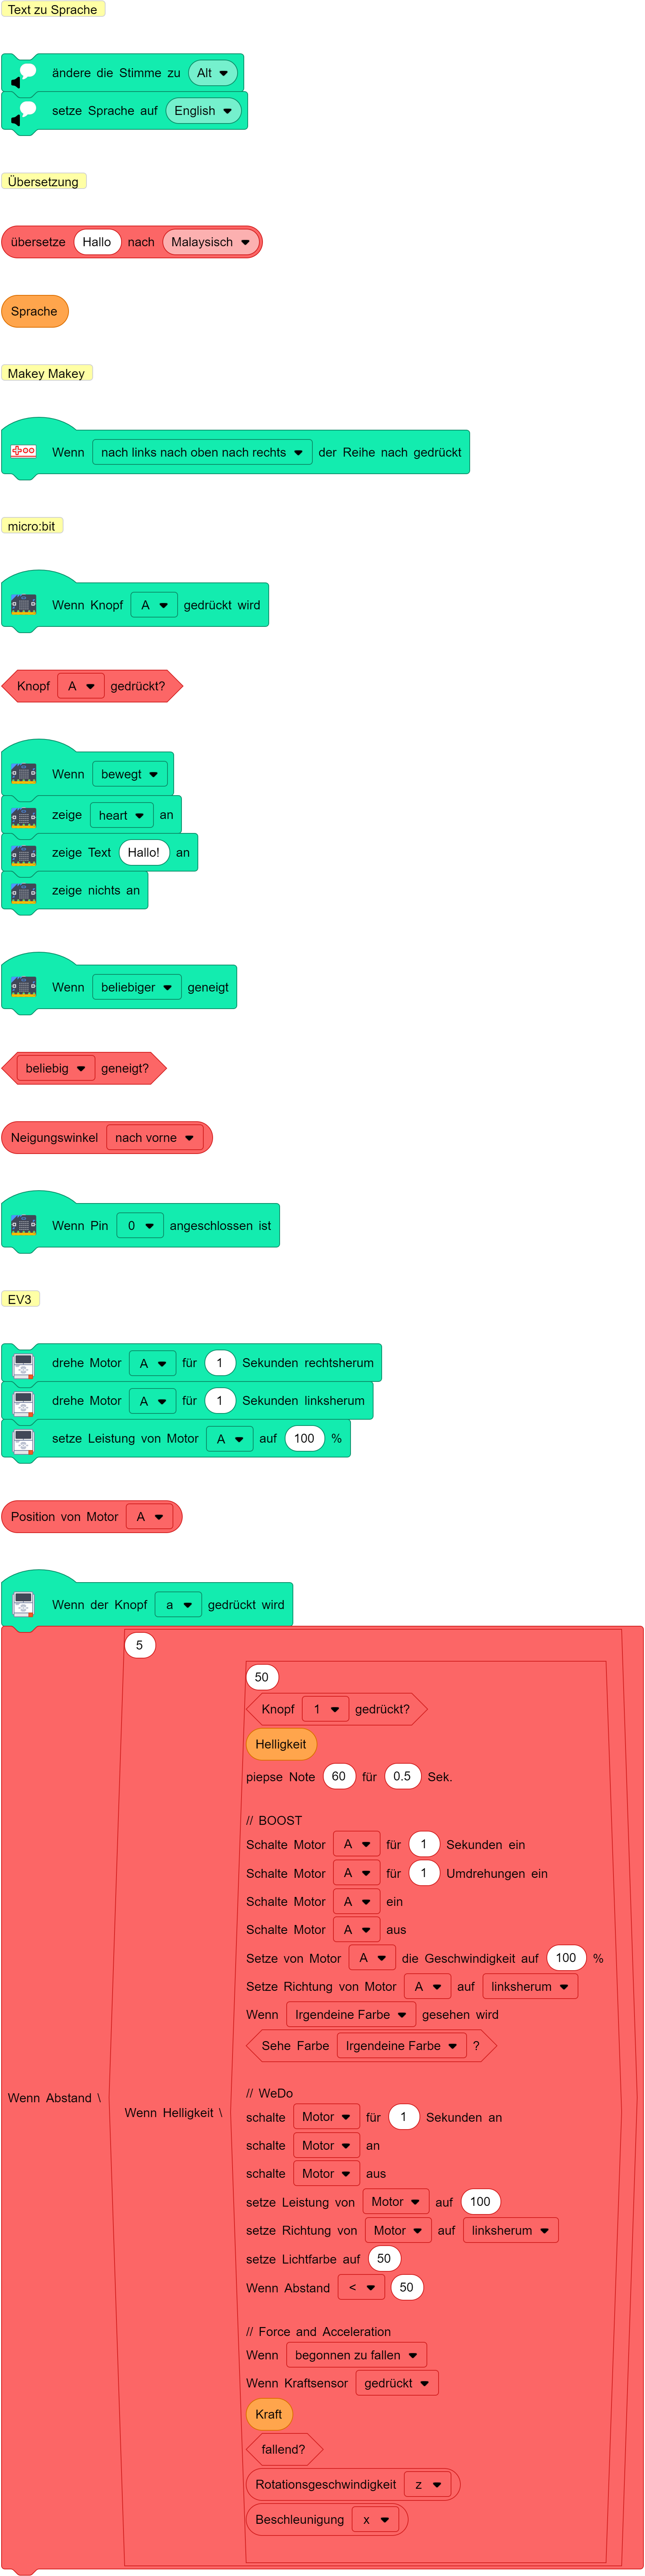 Text zu Sprache
ändere die Stimme zu Alt
setze Sprache auf English
Übersetzung
übersetze Hallo nach Malaysisch
Sprache
Makey Makey
Wenn nach links nach oben nach rechts der Reihe nach gedrückt
micro:bit
Wenn Knopf A gedrückt wird
Knopf A gedrückt?
Wenn bewegt
zeige heart an
zeige Text Hallo! an
zeige nichts an
Wenn beliebiger geneigt
beliebig geneigt?
Neigungswinkel nach vorne
Wenn Pin 0 angeschlossen ist
EV3
drehe Motor A für 1 Sekunden rechtsherum
drehe Motor A für 1 Sekunden linksherum
setze Leistung von Motor A auf 100 %
Position von Motor A
Wenn der Knopf a gedrückt wird
Wenn Abstand \
5
Wenn Helligkeit \
50
Knopf 1 gedrückt?
Helligkeit
piepse Note 60 für 0.5 Sek.
// BOOST
Schalte Motor A für 1 Sekunden ein
Schalte Motor A für 1 Umdrehungen ein
Schalte Motor A ein
Schalte Motor A aus
Setze von Motor A die Geschwindigkeit auf 100 %
Setze Richtung von Motor A auf linksherum
Wenn Irgendeine Farbe gesehen wird
Sehe Farbe Irgendeine Farbe ?
// WeDo
schalte Motor für 1 Sekunden an
schalte Motor an
schalte Motor aus
setze Leistung von Motor auf 100
setze Richtung von Motor auf linksherum
setze Lichtfarbe auf 50
Wenn Abstand < 50
// Force and Acceleration
Wenn begonnen zu fallen
Wenn Kraftsensor gedrückt
Kraft
fallend?
Rotationsgeschwindigkeit z
Beschleunigung x